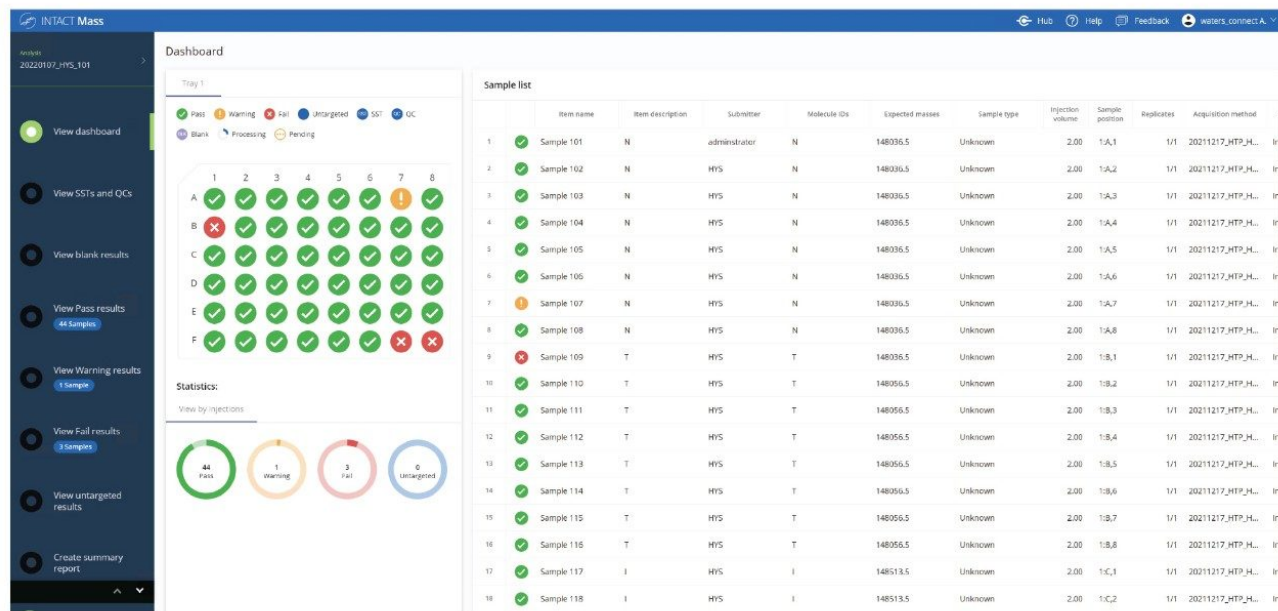 INTACT Mass
Hub Help Feedback waters_connect A.
Analysis
20220107_HYS_101
View dashboard
View SSTs and QCs
View blank results
View Pass results
44 Samples
View Warning results
1 Sample
View Fail results
3 Samples
View untargeted
results
Create summary
report
Dashboard
Tray 1
Pass Warning Fail Untargeted SST QC
Blank Processing Pending
1 2 3 4 5 6 7 8
A
B
C
D
E
F
Statistics:
View by injections
44
Pass
1
Warning
3
Fail
0
Untargeted
Sample list
Item name Item description Submitter Molecule IDs Expected masses Sample type Injection volume Sample position Replicates Acquisition method
1 Sample 101 N adminstrator N 148036.5 Unknown 2.00 1:A,1 1/1 20211217_HTP_H...
2 Sample 102 N HYS N 148036.5 Unknown 2.00 1:A,2 1/1 20211217_HTP_H...
3 Sample 103 N HYS N 148036.5 Unknown 2.00 1:A,3 1/1 20211217_HTP_H...
4 Sample 104 N HYS N 148036.5 Unknown 2.00 1:A,4 1/1 20211217_HTP_H...
5 Sample 105 N HYS N 148036.5 Unknown 2.00 1:A,5 1/1 20211217_HTP_H...
6 Sample 106 N HYS N 148036.5 Unknown 2.00 1:A,6 1/1 20211217_HTP_H...
7 Sample 107 N HYS N 148036.5 Unknown 2.00 1:A,7 1/1 20211217_HTP_H...
8 Sample 108 N HYS N 148036.5 Unknown 2.00 1:A,8 1/1 20211217_HTP_H...
9 Sample 109 T HYS T 148036.5 Unknown 2.00 1:B,1 1/1 20211217_HTP_H...
10 Sample 110 T HYS T 148056.5 Unknown 2.00 1:B,2 1/1 20211217_HTP_H...
11 Sample 111 T HYS T 148056.5 Unknown 2.00 1:B,3 1/1 20211217_HTP_H...
12 Sample 112 T HYS T 148056.5 Unknown 2.00 1:B,4 1/1 20211217_HTP_H...
13 Sample 113 T HYS T 148056.5 Unknown 2.00 1:B,5 1/1 20211217_HTP_H...
14 Sample 114 T HYS T 148056.5 Unknown 2.00 1:B,6 1/1 20211217_HTP_H...
15 Sample 115 T HYS T 148056.5 Unknown 2.00 1:B,7 1/1 20211217_HTP_H...
16 Sample 116 T HYS T 148056.5 Unknown 2.00 1:B,8 1/1 20211217_HTP_H...
17 Sample 117 I HYS I 148513.5 Unknown 2.00 1:C,1 1/1 20211217_HTP_H...
18 Sample 118 I HYS I 148513.5 Unknown 2.00 1:C,2 1/1 20211217_HTP_H...